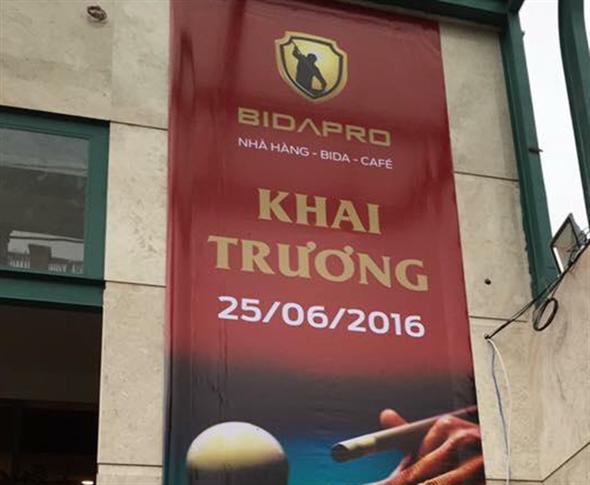 BIDAPRO
NHÀ HÀNG - BIDA - CAFÉ
KHAI
TRƯƠNG
25/06/2016